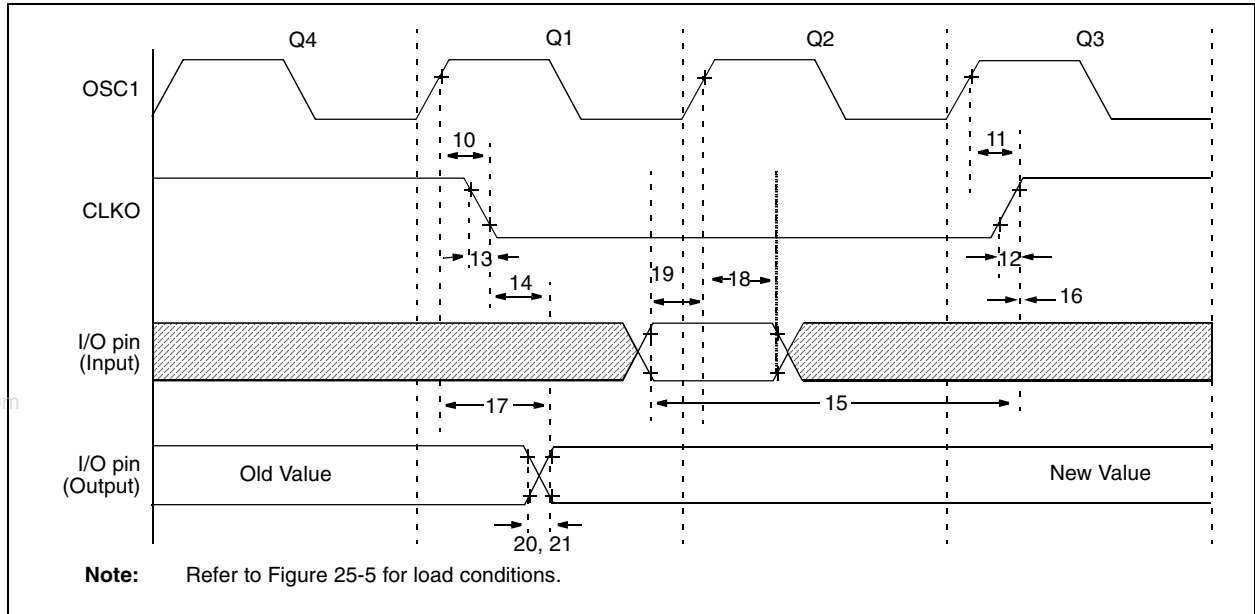 Q4 Q1 Q2 Q3
OSC1
10 11
CLKO
13 12
19 18
14 16
I/O pin
(Input)
om
17 15
I/O pin
(Output)
Old Value New Value
20, 21
Note: Refer to Figure 25-5 for load conditions.